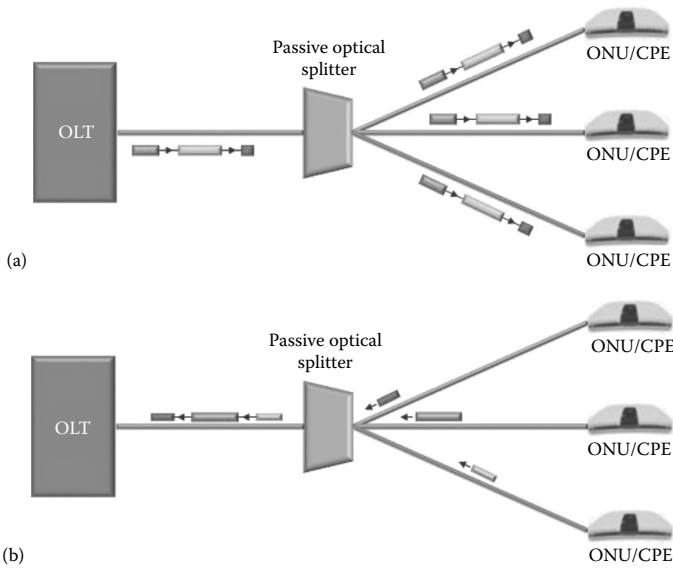 Passive optical
splitter
OLT
ONU/CPE
ONU/CPE
ONU/CPE
(a)
Passive optical
splitter
OLT
ONU/CPE
ONU/CPE
ONU/CPE
(b)